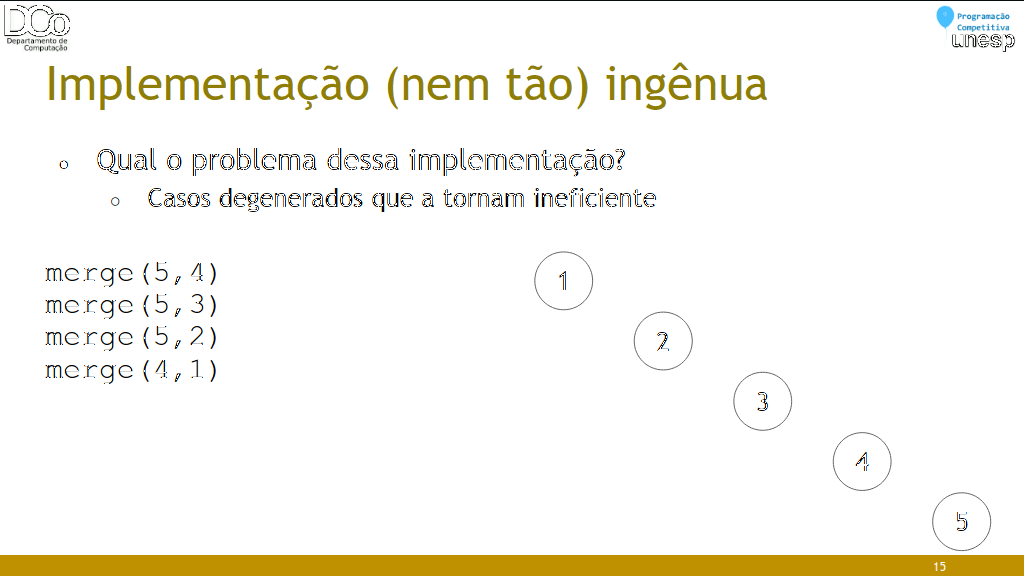 DCo
Departamento de
Computação
Programação
Competitiva
unesp
Implementação (nem tão) ingênua
Qual o problema dessa implementação?
Casos degenerados que a tornam ineficiente
merge(5,4)
merge(5,3)
merge(5,2)
merge(4,1)
1
2
3
4
5
15